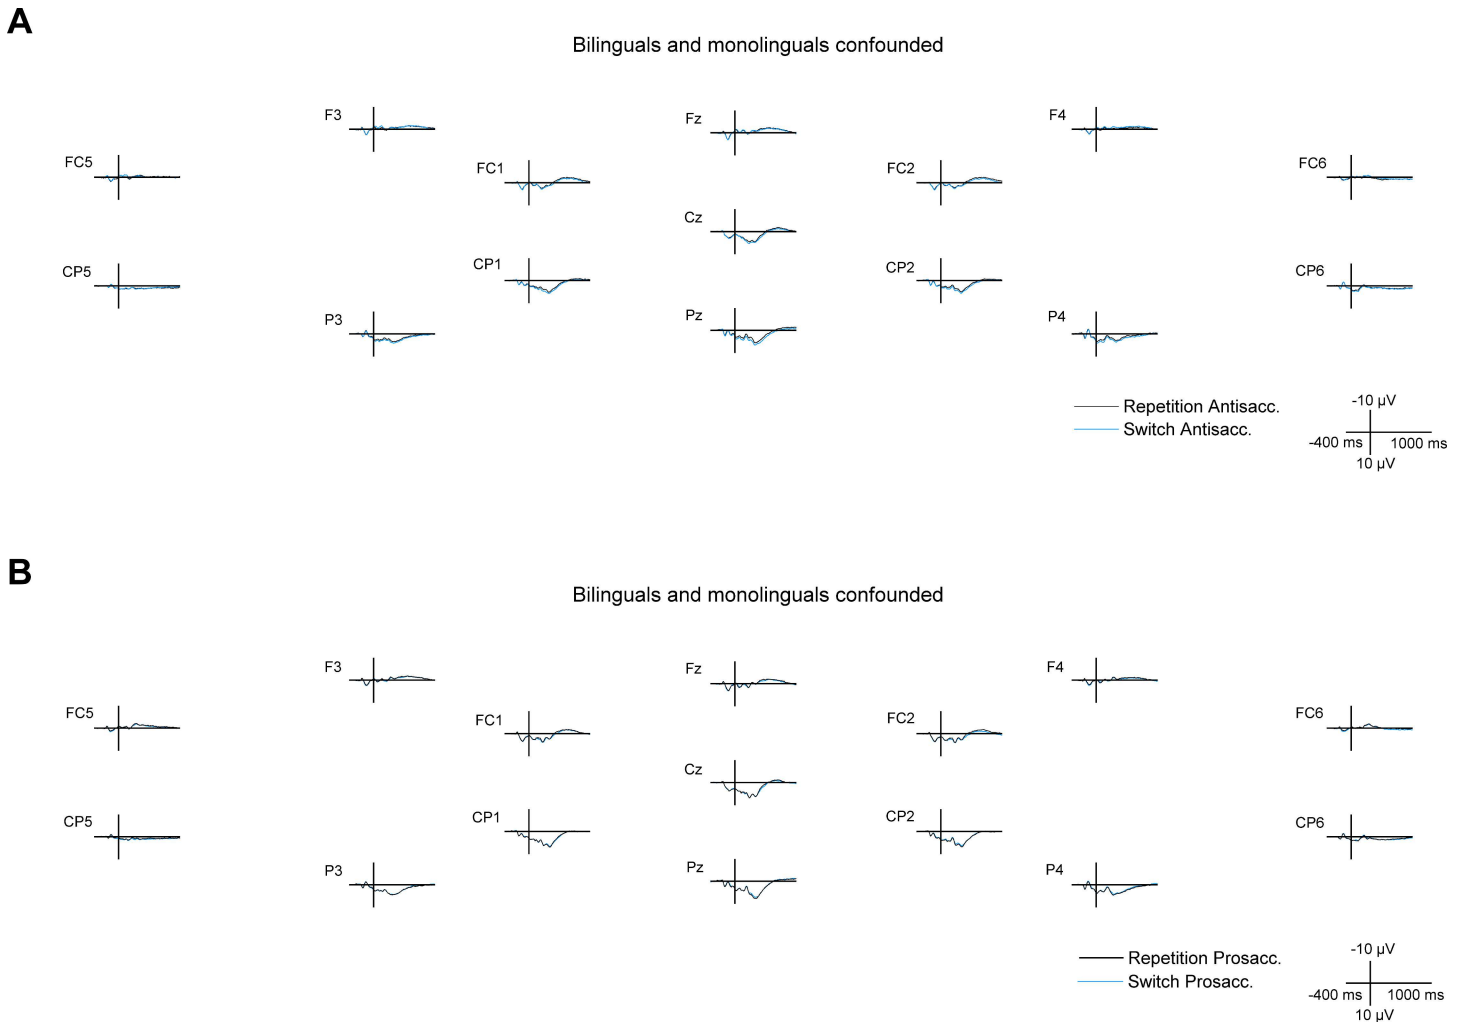 A
Bilinguals and monolinguals confounded
F3
Fz
F4
FC5
FC1
FC2
FC6
Cz
CP5
CP1
CP2
CP6
P3
Pz
P4
Repetition Antisacc.
Switch Antisacc.
-10 µV
-400 ms
1000 ms
10 µV
B
Bilinguals and monolinguals confounded
F3
Fz
F4
FC5
FC1
FC2
FC6
Cz
CP5
CP1
CP2
CP6
P3
Pz
P4
Repetition Prosacc.
Switch Prosacc.
-10 µV
-400 ms
1000 ms
10 µV